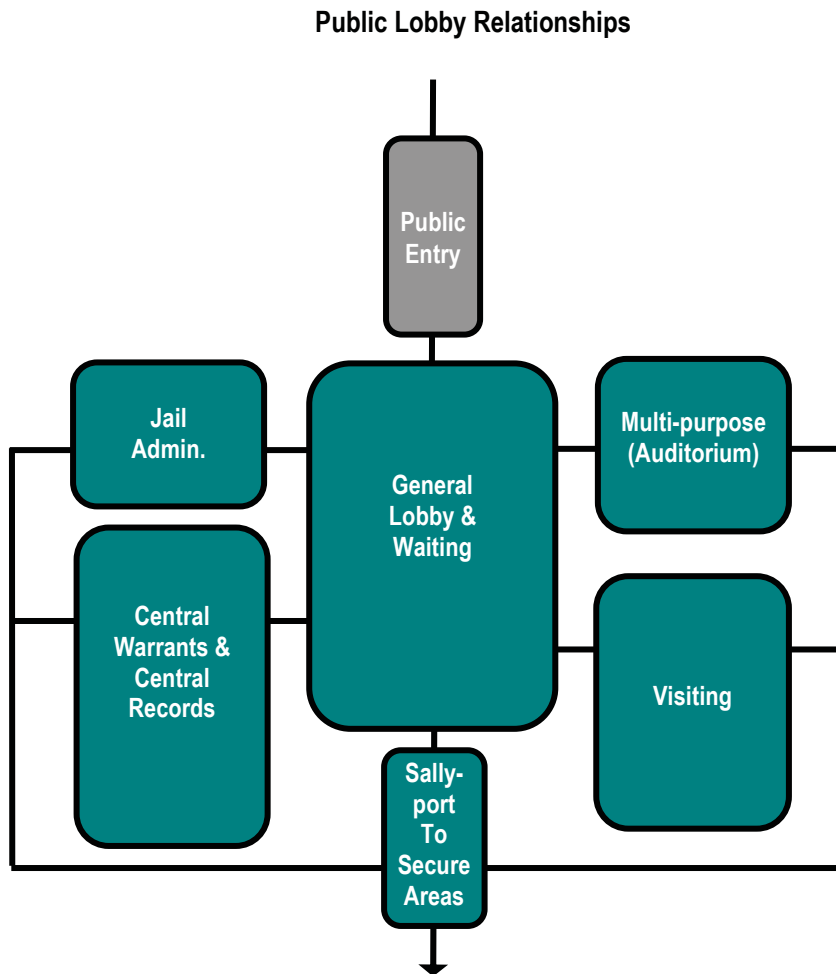 Public Lobby Relationships
Public
Entry
Jail
Admin.
General
Lobby &
Waiting
Multi-purpose
(Auditorium)
Central
Warrants &
Central
Records
Visiting
Sally-
port
To
Secure
Areas